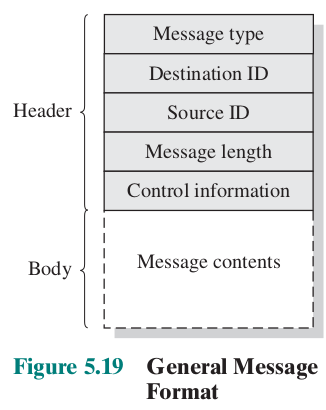 Message type
Destination ID
Header
Source ID
Message length
Control information
Body
Message contents
Figure 5.19 General Message
Format